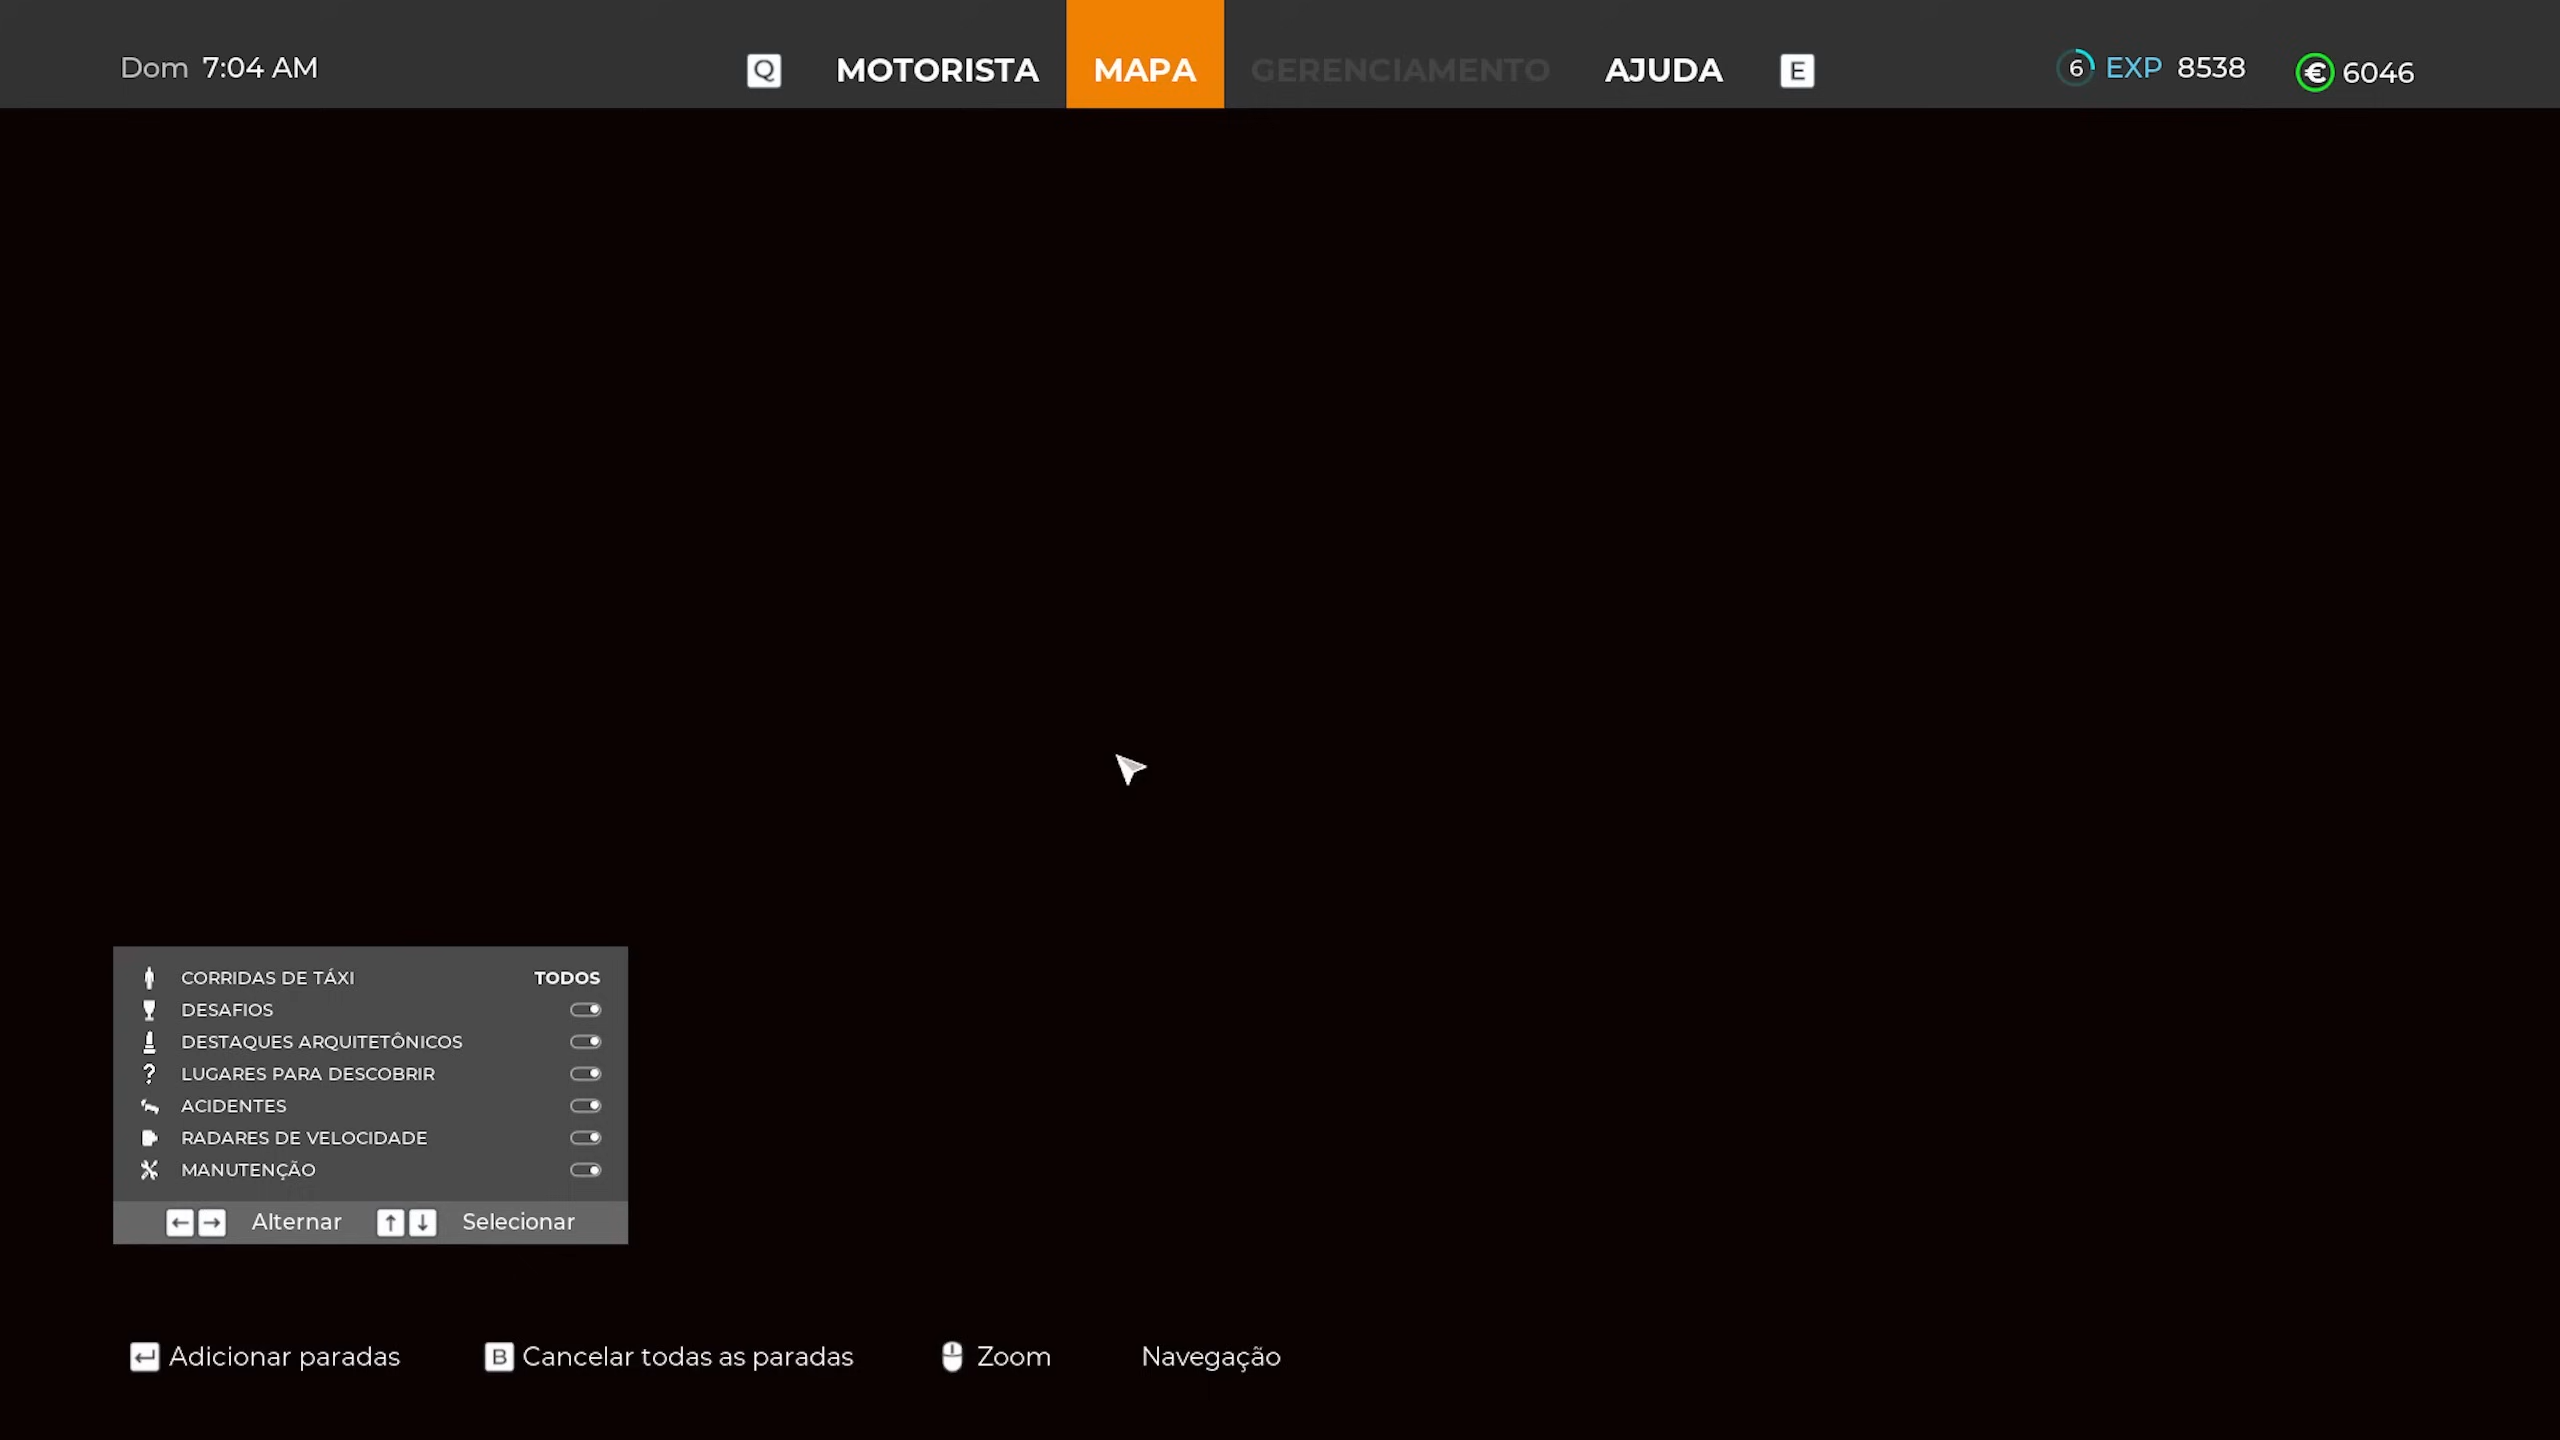 Dom 7:04 AM
Q MOTORISTA MAPA GERENCIAMENTO AJUDA E
6 EXP 8538 € 6046
CORRIDAS DE TÁXI TODOS
DESAFIOS
DESTAQUES ARQUITETÔNICOS
? LUGARES PARA DESCOBRIR
ACIDENTES
RADARES DE VELOCIDADE
MANUTENÇÃO
← → Alternar ↑ ↓ Selecionar
↵ Adicionar paradas B Cancelar todas as paradas Zoom Navegação